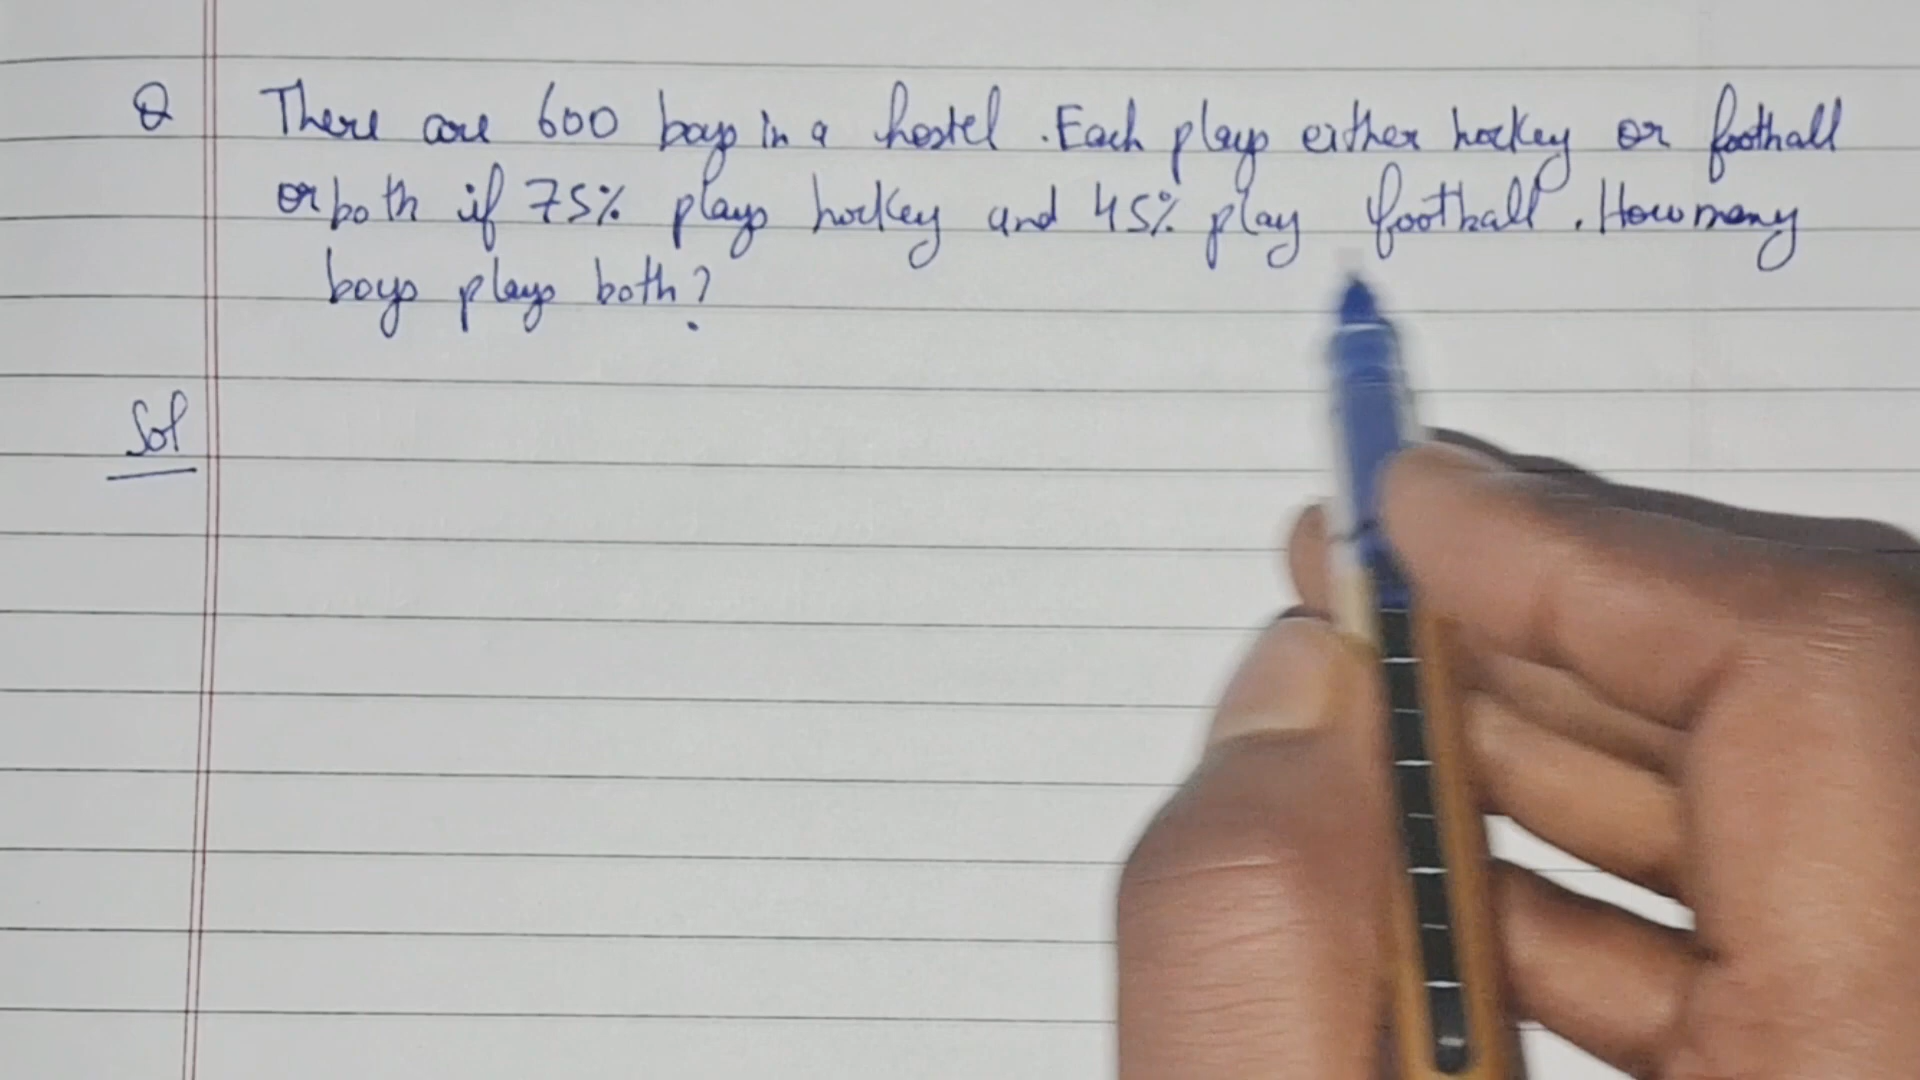 Q There are 600 boys in a hostel . Each plays either hockey or football
or both if 75% plays hockey and 45% play football . How many
boys plays both ?
Sol